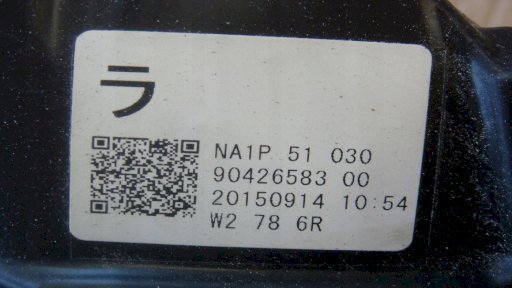 ラ
NA1P 51 030
90426583 00
20150914 10:54
W2 78 6R